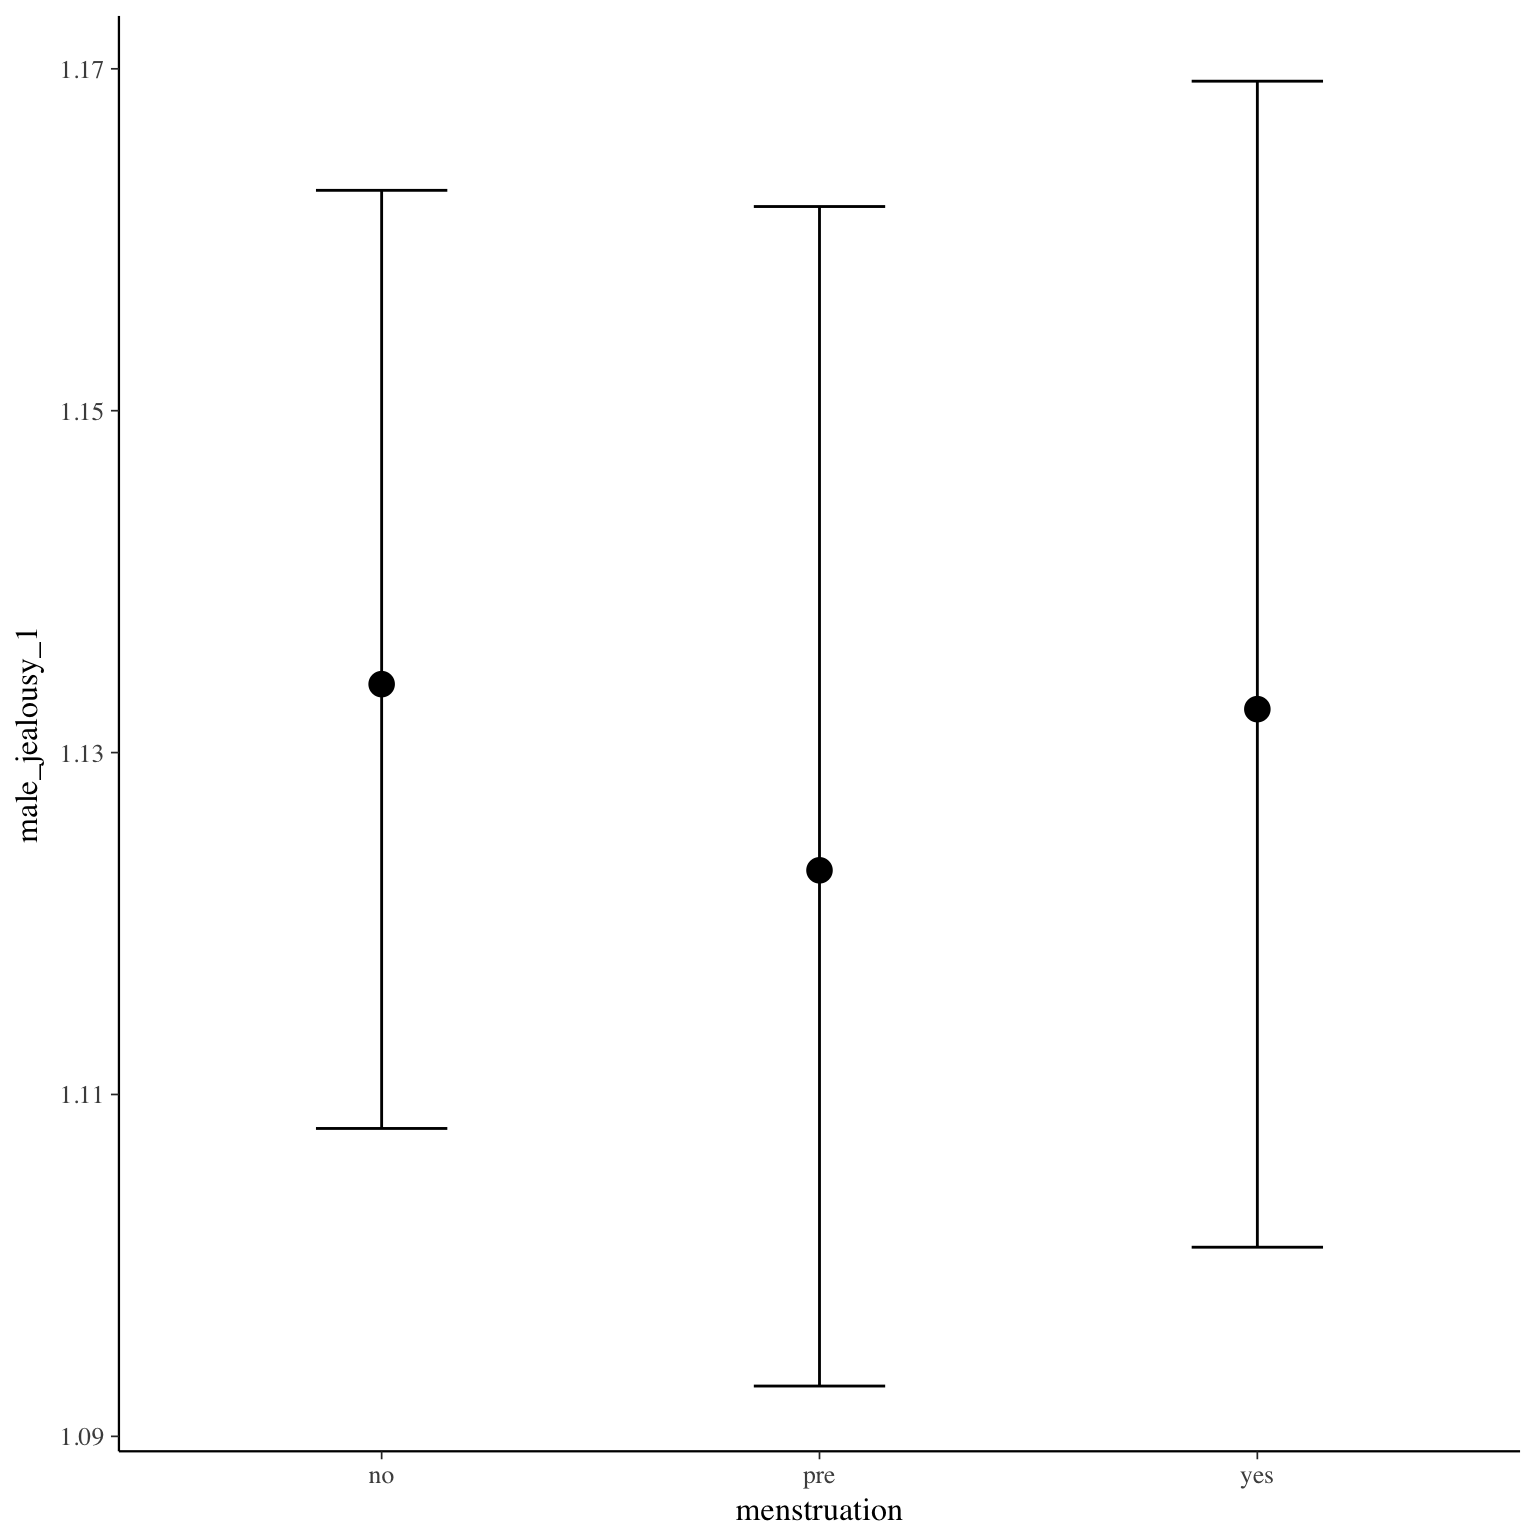 1.17
1.15
1.13
1.11
1.09
male_jealousy_1
no
pre
yes
menstruation